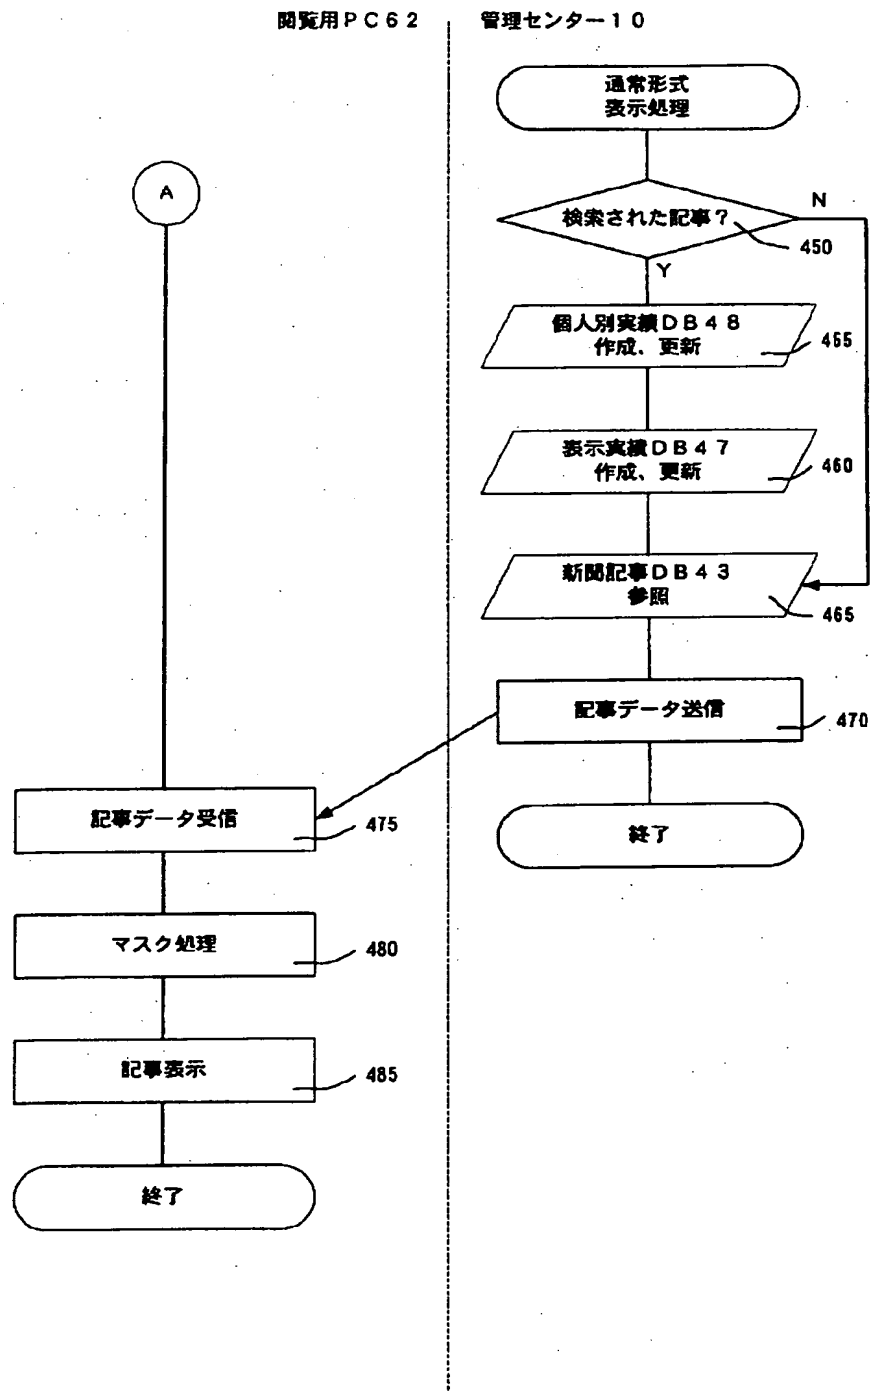 閲覧用PC62
管理センター10
通常形式
表示処理
A
検索された記事?
N
450
Y
個人別実績DB48
作成、更新
455
表示実績DB47
作成、更新
460
新聞記事DB43
参照
465
記事データ送信
470
記事データ受信
475
終了
マスク処理
480
記事表示
485
終了